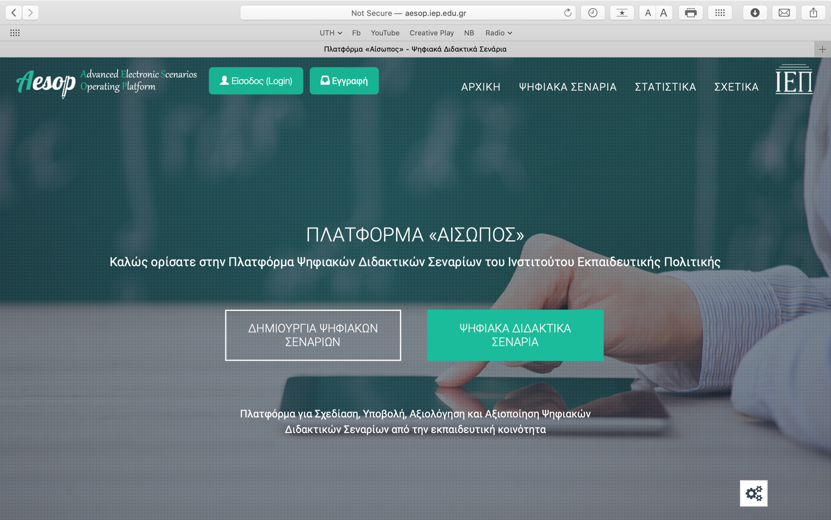 Not Secure — aesop.iep.edu.gr
A A
UTH Fb YouTube Creative Play NB Radio
Πλατφόρμα «Αίσωπος» - Ψηφιακά Διδακτικά Σενάρια
Aesop Advanced Electronic Scenarios
Operating Platform
Είσοδος (Login) Εγγραφή
ΑΡΧΙΚΗ ΨΗΦΙΑΚΑ ΣΕΝΑΡΙΑ ΣΤΑΤΙΣΤΙΚΑ ΣΧΕΤΙΚΑ ΙΕΠ
ΠΛΑΤΦΟΡΜΑ «ΑΙΣΩΠΟΣ»
Καλώς ορίσατε στην Πλατφόρμα Ψηφιακών Διδακτικών Σεναρίων του Ινστιτούτου Εκπαιδευτικής Πολιτικής
ΔΗΜΙΟΥΡΓΙΑ ΨΗΦΙΑΚΩΝ
ΣΕΝΑΡΙΩΝ
ΨΗΦΙΑΚΑ ΔΙΔΑΚΤΙΚΑ
ΣΕΝΑΡΙΑ
Πλατφόρμα για Σχεδίαση, Υποβολή, Αξιολόγηση και Αξιοποίηση Ψηφιακών
Διδακτικών Σεναρίων από την εκπαιδευτική κοινότητα